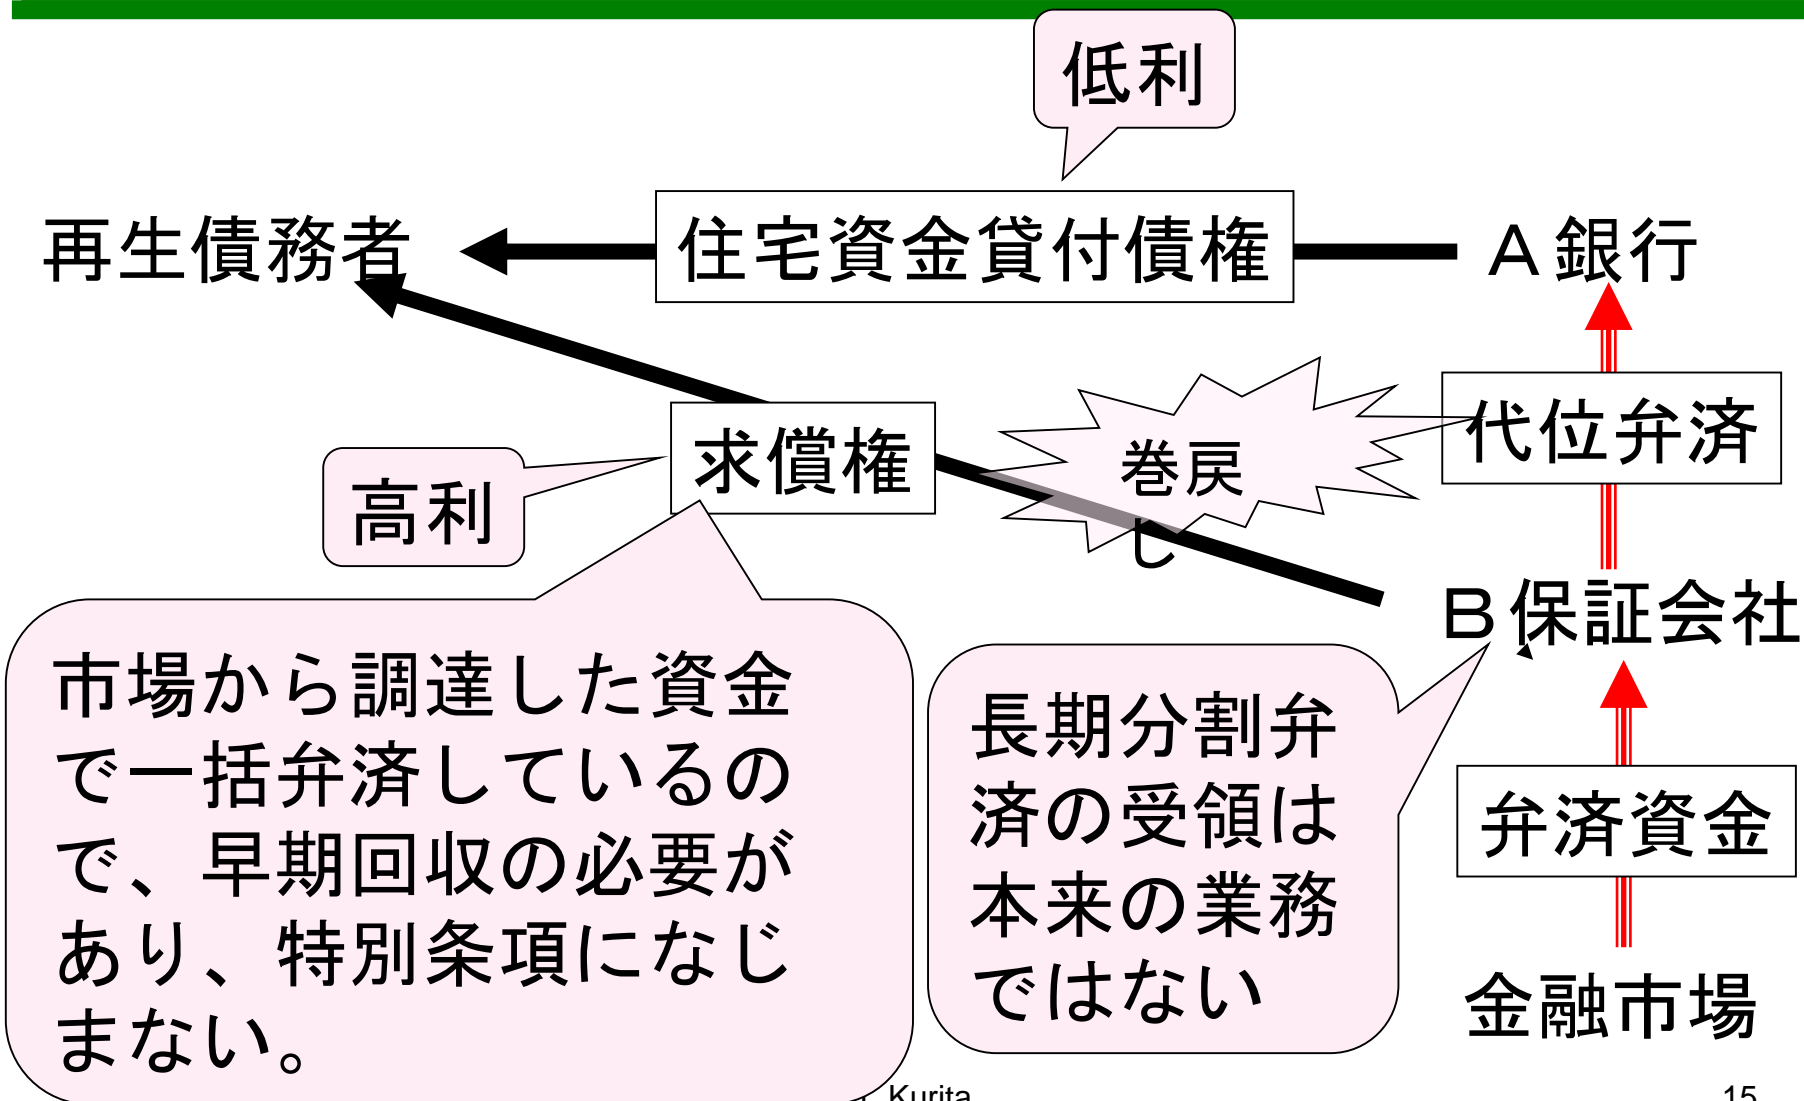 低利
再生債務者
住宅資金貸付債権
A銀行
代位弁済
求償権
巻戻
し
高利
B保証会社
市場から調達した資金
で一括弁済しているの
で、早期回収の必要が
あり、特別条項になじ
まない。
長期分割弁
済の受領は
本来の業務
ではない
弁済資金
金融市場
Kurita
15